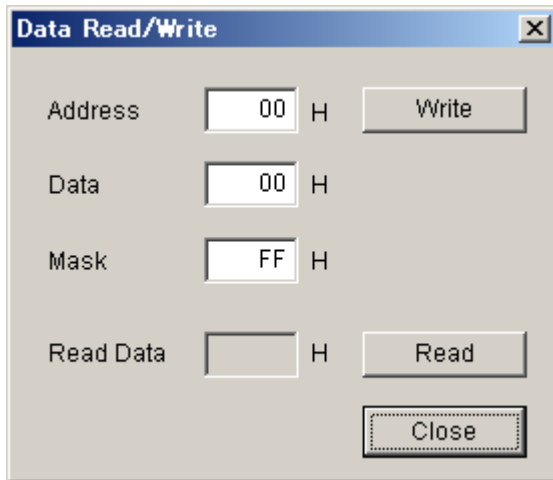 Data Read/Write
Address 00 H Write
Data 00 H
Mask FF H
Read Data H Read
Close